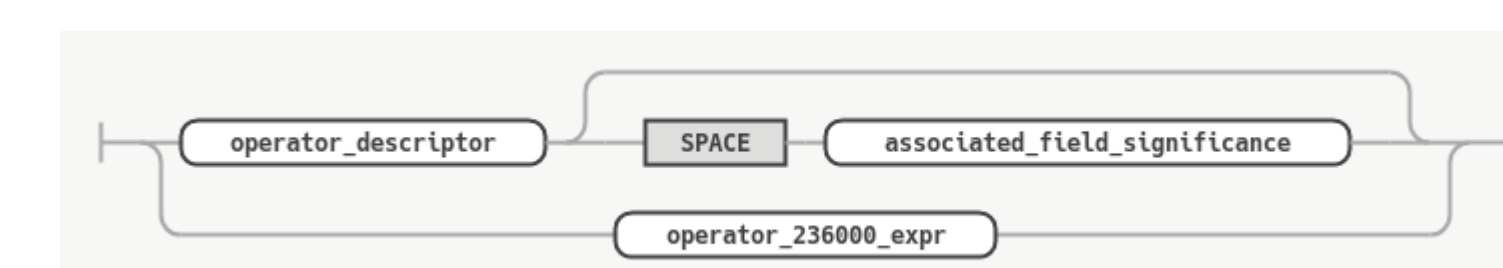 operator_descriptor SPACE associated_field_significance
operator_236000_expr